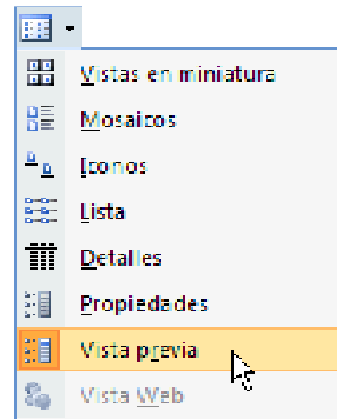 Vistas en miniatura
Mosaicos
Iconos
Lista
Detalles
Propiedades
Vista previa
Vista Web